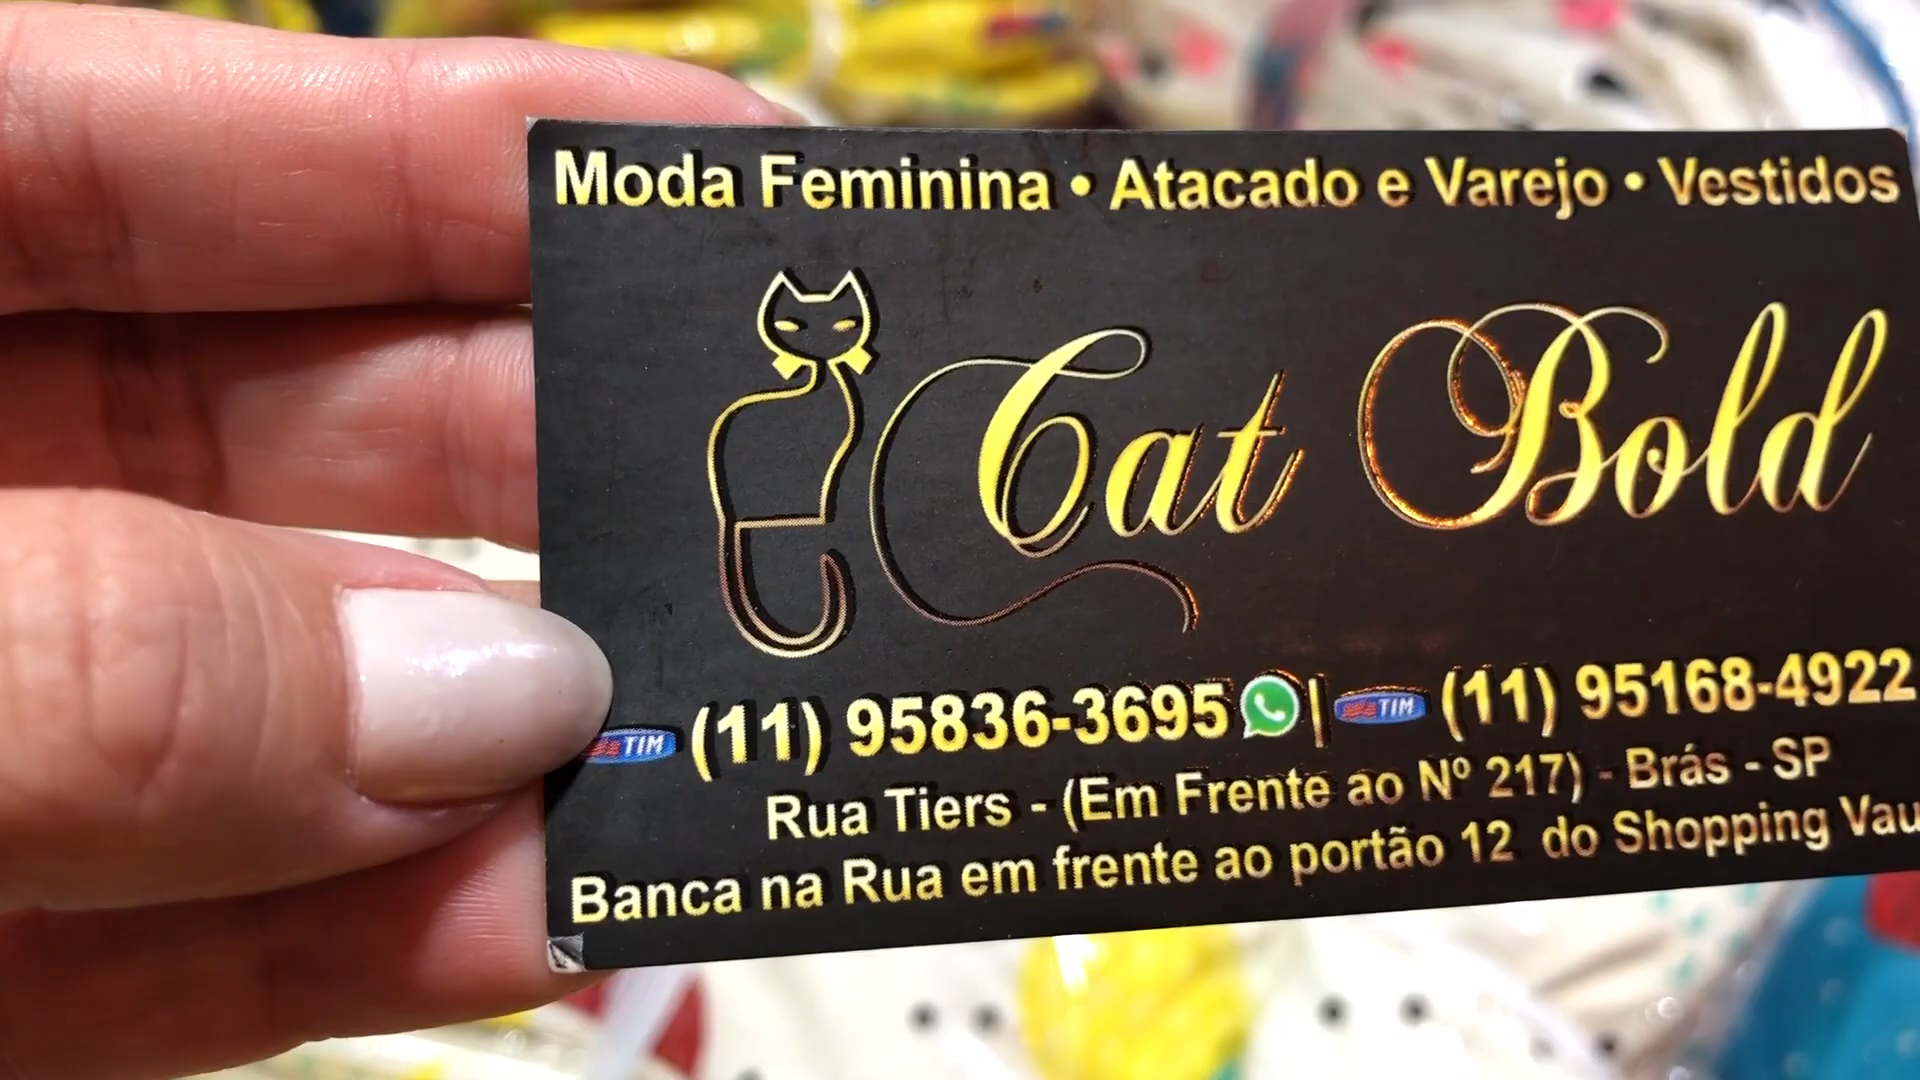 Moda Feminina • Atacado e Varejo • Vestidos
Cat Bold
TIM (11) 95836-3695 | TIM (11) 95168-4922
Rua Tiers - (Em Frente ao Nº 217) - Brás - SP
Banca na Rua em frente ao portão 12 do Shopping Vau